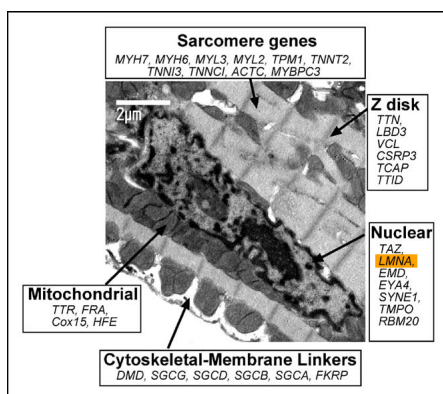 Sarcomere genes
MYH7, MYH6, MYL3, MYL2, TPM1, TNNT2,
TNNI3, TNNCI, ACTC, MYBPC3
2µm
Z disk
TTN,
LBD3
VCL
CSRP3
TCAP
TTID
Nuclear
TAZ,
LMNA,
EMD,
EYA4,
SYNE1,
TMPO
RBM20
Mitochondrial
TTR, FRA,
Cox15, HFE
Cytoskeletal-Membrane Linkers
DMD, SGCG, SGCD, SGCB, SGCA, FKRP